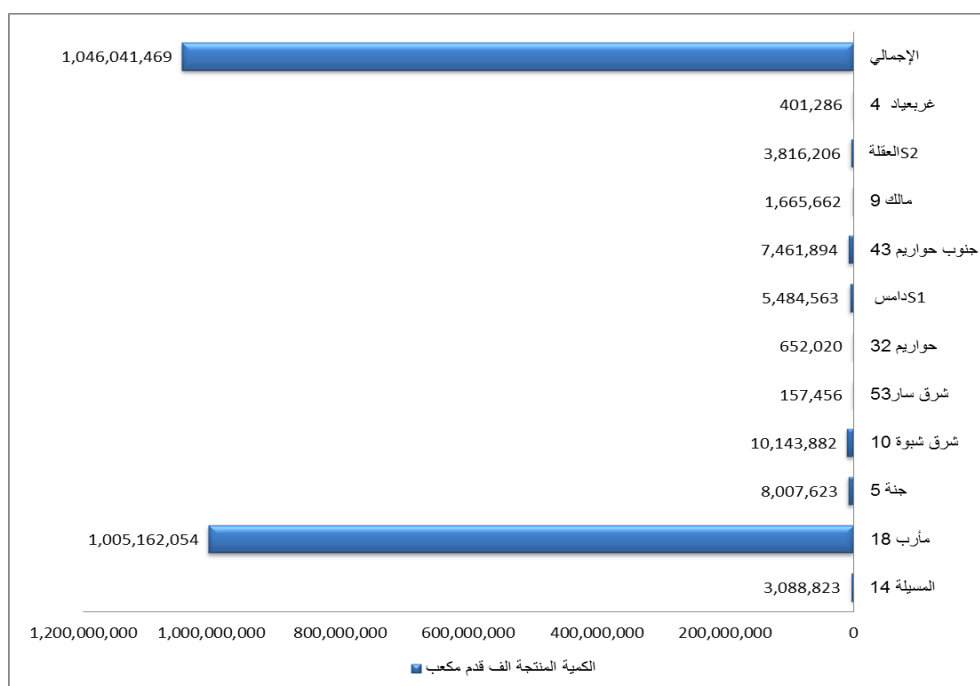 الإجمالي 1,046,041,469
غربعياد 4 401,286
العقلةS2 3,816,206
مالك 9 1,665,662
جنوب حواريم 43 7,461,894
دامسS1 5,484,563
حواريم 32 652,020
شرق سار53 157,456
شرق شبوة 10 10,143,882
جنة 5 8,007,623
مأرب 18 1,005,162,054
المسيلة 14 3,088,823
1,200,000,000 1,000,000,000 800,000,000 600,000,000 400,000,000 200,000,000 0
الكمية المنتجة الف قدم مكعب